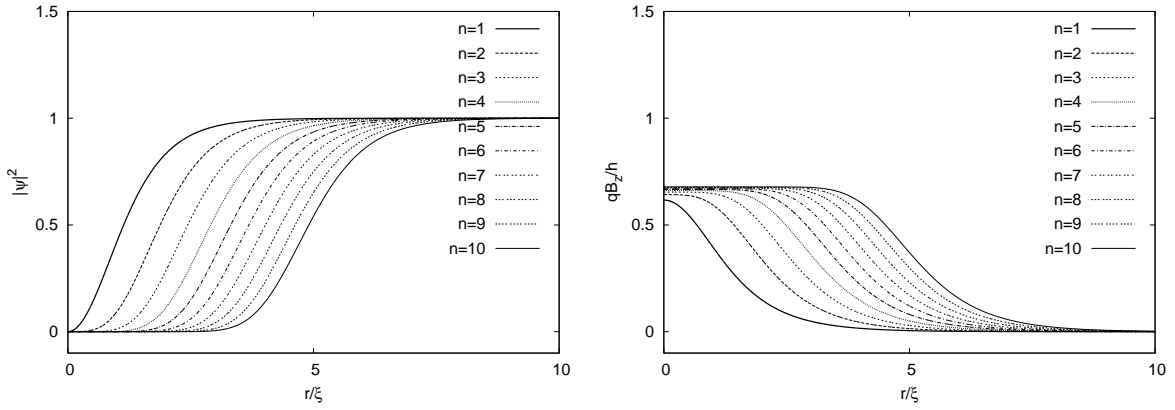 1.5
1
0.5
0
0
5
10
|ψ|²
r/ξ
n=1
n=2
n=3
n=4
n=5
n=6
n=7
n=8
n=9
n=10
1.5
1
0.5
0
0
5
10
qB_z/h
r/ξ
n=1
n=2
n=3
n=4
n=5
n=6
n=7
n=8
n=9
n=10